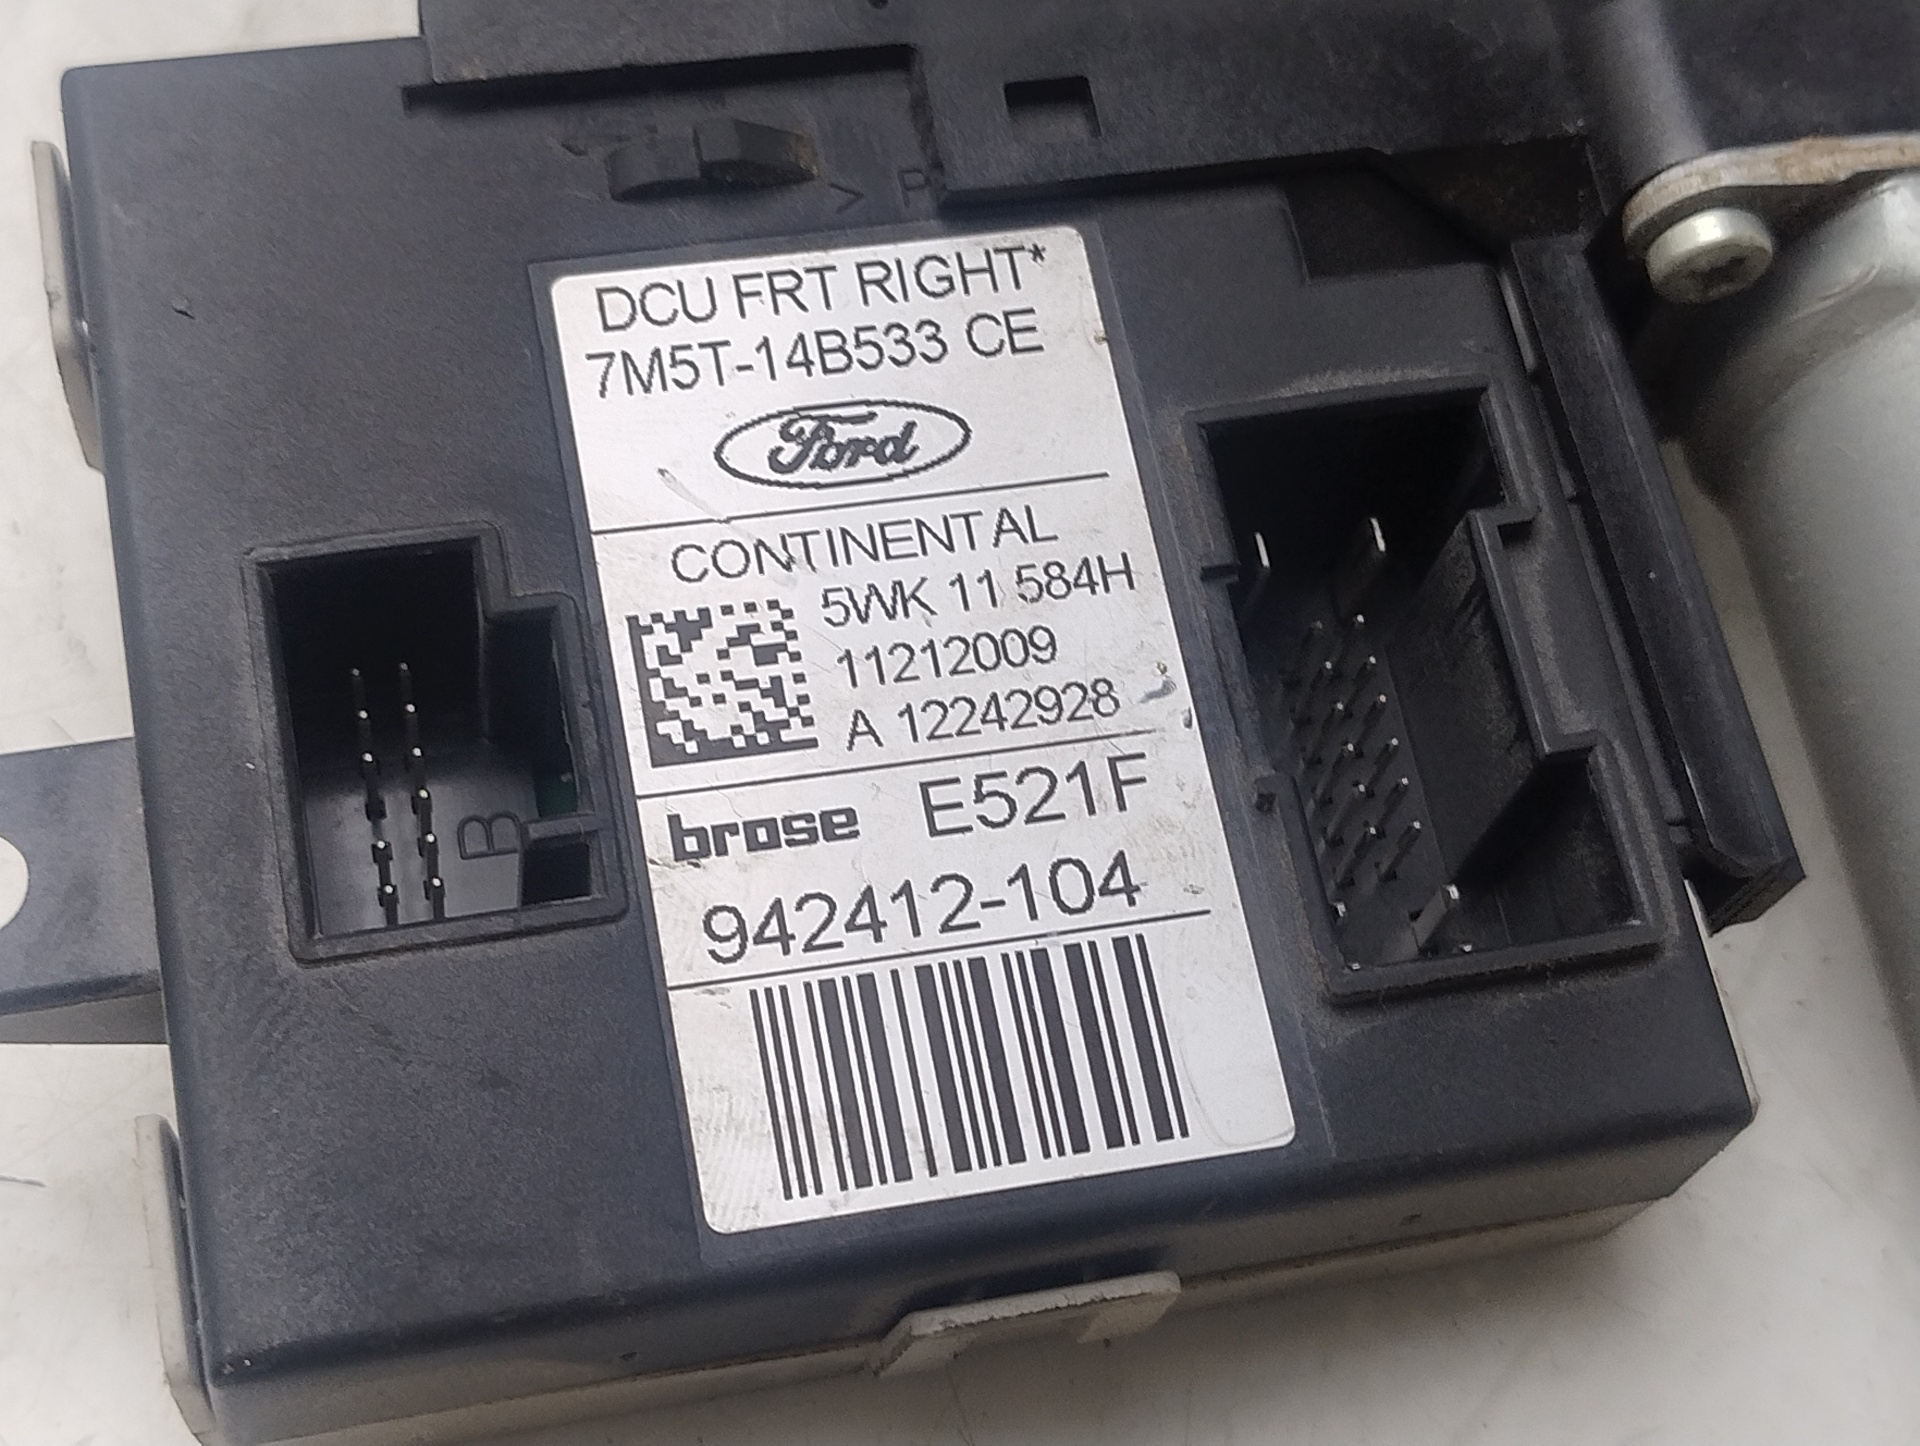 > P
DCU FRT RIGHT*
7M5T-14B533 CE
Ford
CONTINENTAL
5WK 11 584H
11212009
A 12242928
brose E521F
942412-104
B